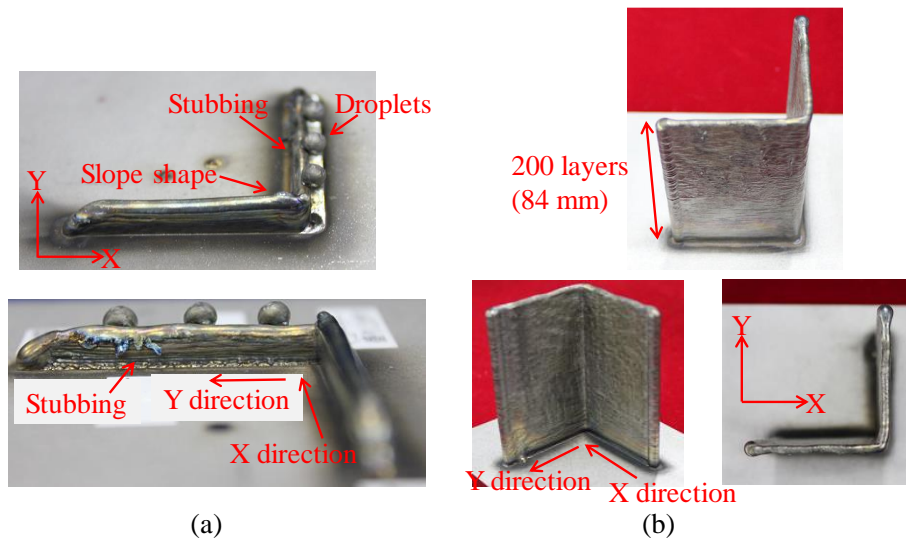 Stubbing
Droplets
Slope shape
Y
X
Stubbing
Y direction
X direction
(a)
200 layers
(84 mm)
Y direction
X direction
Y
X
(b)